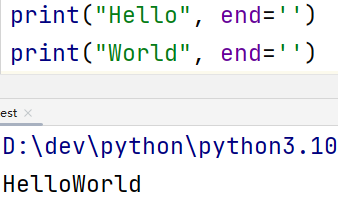 print("Hello", end='')
print("World", end='')
est ×
D:\dev\python\python3.10
HelloWorld